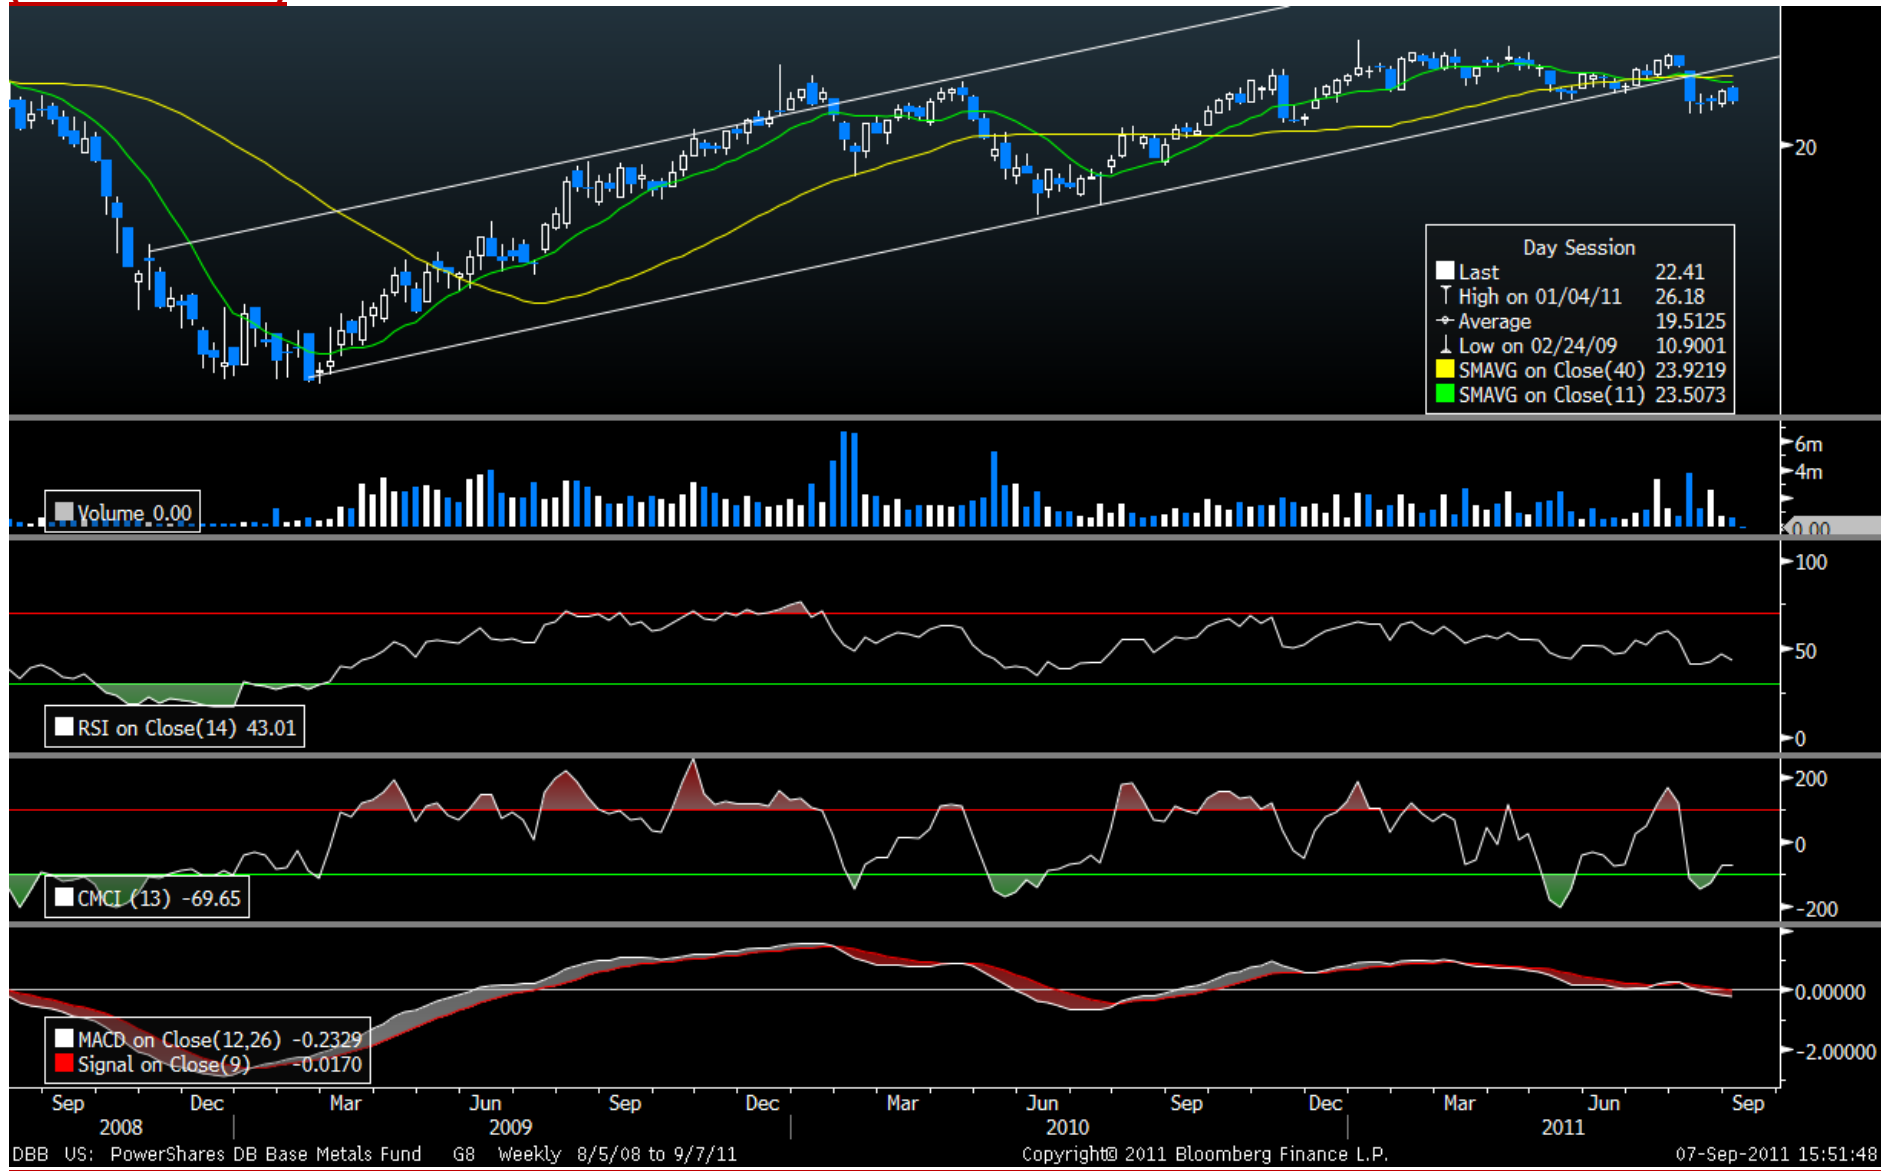 20
Day Session
Last 22.41
High on 01/04/11 26.18
Average 19.5125
Low on 02/24/09 10.9001
SMAVG on Close(40) 23.9219
SMAVG on Close(11) 23.5073
6m
4m
Volume 0.00
0.00
100
50
RSI on Close(14) 43.01
0
200
0
CMCI (13) -69.65
-200
0.00000
MACD on Close(12,26) -0.2329
Signal on Close(9) -0.0170
-2.00000
Sep Dec Mar Jun Sep Dec Mar Jun Sep Dec Mar Jun Sep
2008 2009 2010 2011
DBB US: PowerShares DB Base Metals Fund G8 Weekly 8/5/08 to 9/7/11 Copyright© 2011 Bloomberg Finance L.P. 07-Sep-2011 15:51:48